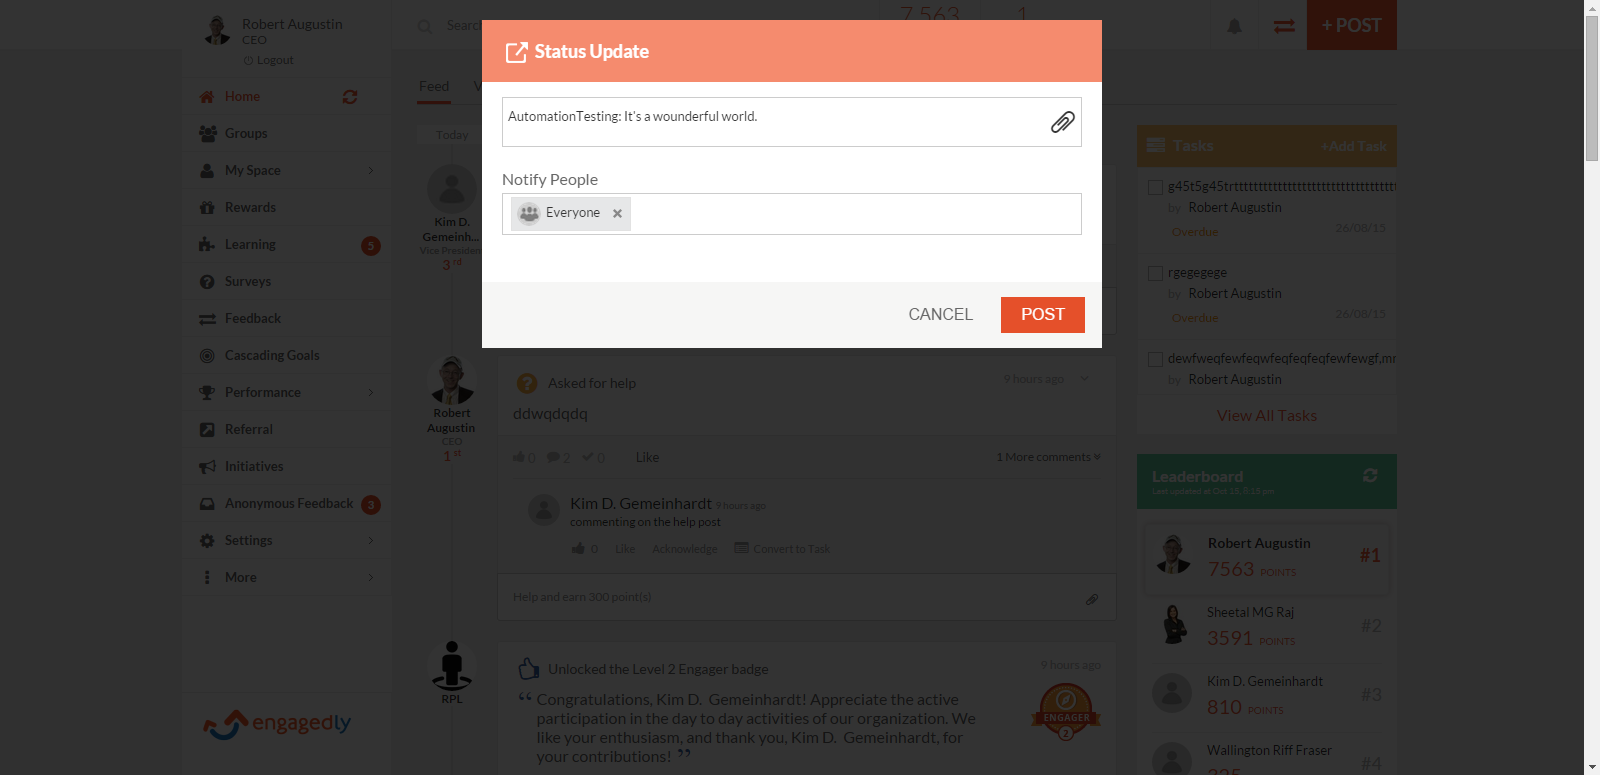 Robert Augustin
CEO
Logout
Home
Groups
My Space
Rewards
Learning
5
Surveys
Feedback
Cascading Goals
Performance
Referral
Initiatives
Anonymous Feedback
3
Settings
More
engagedly
7,563
1
+ POST
Feed
Status Update
AutomationTesting: It's a wounderful world.
Notify People
Everyone
CANCEL
POST
Today
Kim D.
Gemeinh...
Vice Presiden
3 rd
Robert
Augustin
CEO
1 st
RPL
Asked for help
9 hours ago
ddwqdqdq
0 2 0 Like
1 More comments
Kim D. Gemeinhardt 9 hours ago
commenting on the help post
0 Like Acknowledge Convert to Task
Help and earn 300 point(s)
Unlocked the Level 2 Engager badge
9 hours ago
“ Congratulations, Kim D. Gemeinhardt! Appreciate the active
participation in the day to day activities of our organization. We
like your enthusiasm, and thank you, Kim D. Gemeinhardt, for
your contributions! ”
ENGAGER
2
Tasks
+Add Task
by Robert Augustin
Overdue
26/08/15
rgegegege
by Robert Augustin
Overdue
26/08/15
by Robert Augustin
View All Tasks
Leaderboard
Last updated at Oct 15, 5:15 pm
Robert Augustin
7563 POINTS
#1
Sheetal MG Raj
3591 POINTS
#2
Kim D. Gemeinhardt
810 POINTS
#3
Wallington Riff Fraser
#4